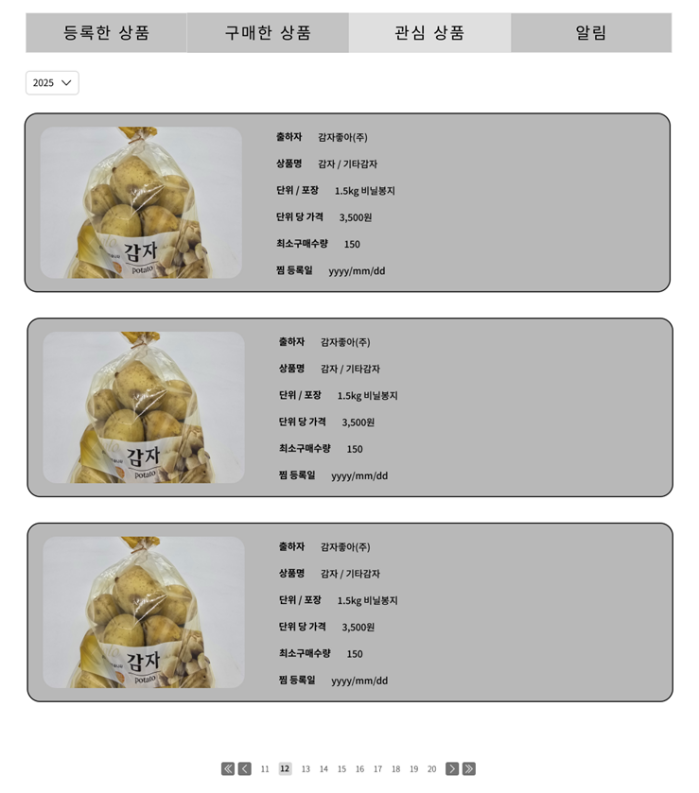 등록한 상품 구매한 상품 관심 상품 알림
2025
출하자 감자좋아(주)
상품명 감자 / 기타감자
단위 / 포장 1.5kg 비닐봉지
단위 당 가격 3,500원
최소구매수량 150
찜 등록일 yyyy/mm/dd
감자
potato
출하자 감자좋아(주)
상품명 감자 / 기타감자
단위 / 포장 1.5kg 비닐봉지
단위 당 가격 3,500원
최소구매수량 150
찜 등록일 yyyy/mm/dd
감자
potato
출하자 감자좋아(주)
상품명 감자 / 기타감자
단위 / 포장 1.5kg 비닐봉지
단위 당 가격 3,500원
최소구매수량 150
찜 등록일 yyyy/mm/dd
감자
potato
11 12 13 14 15 16 17 18 19 20